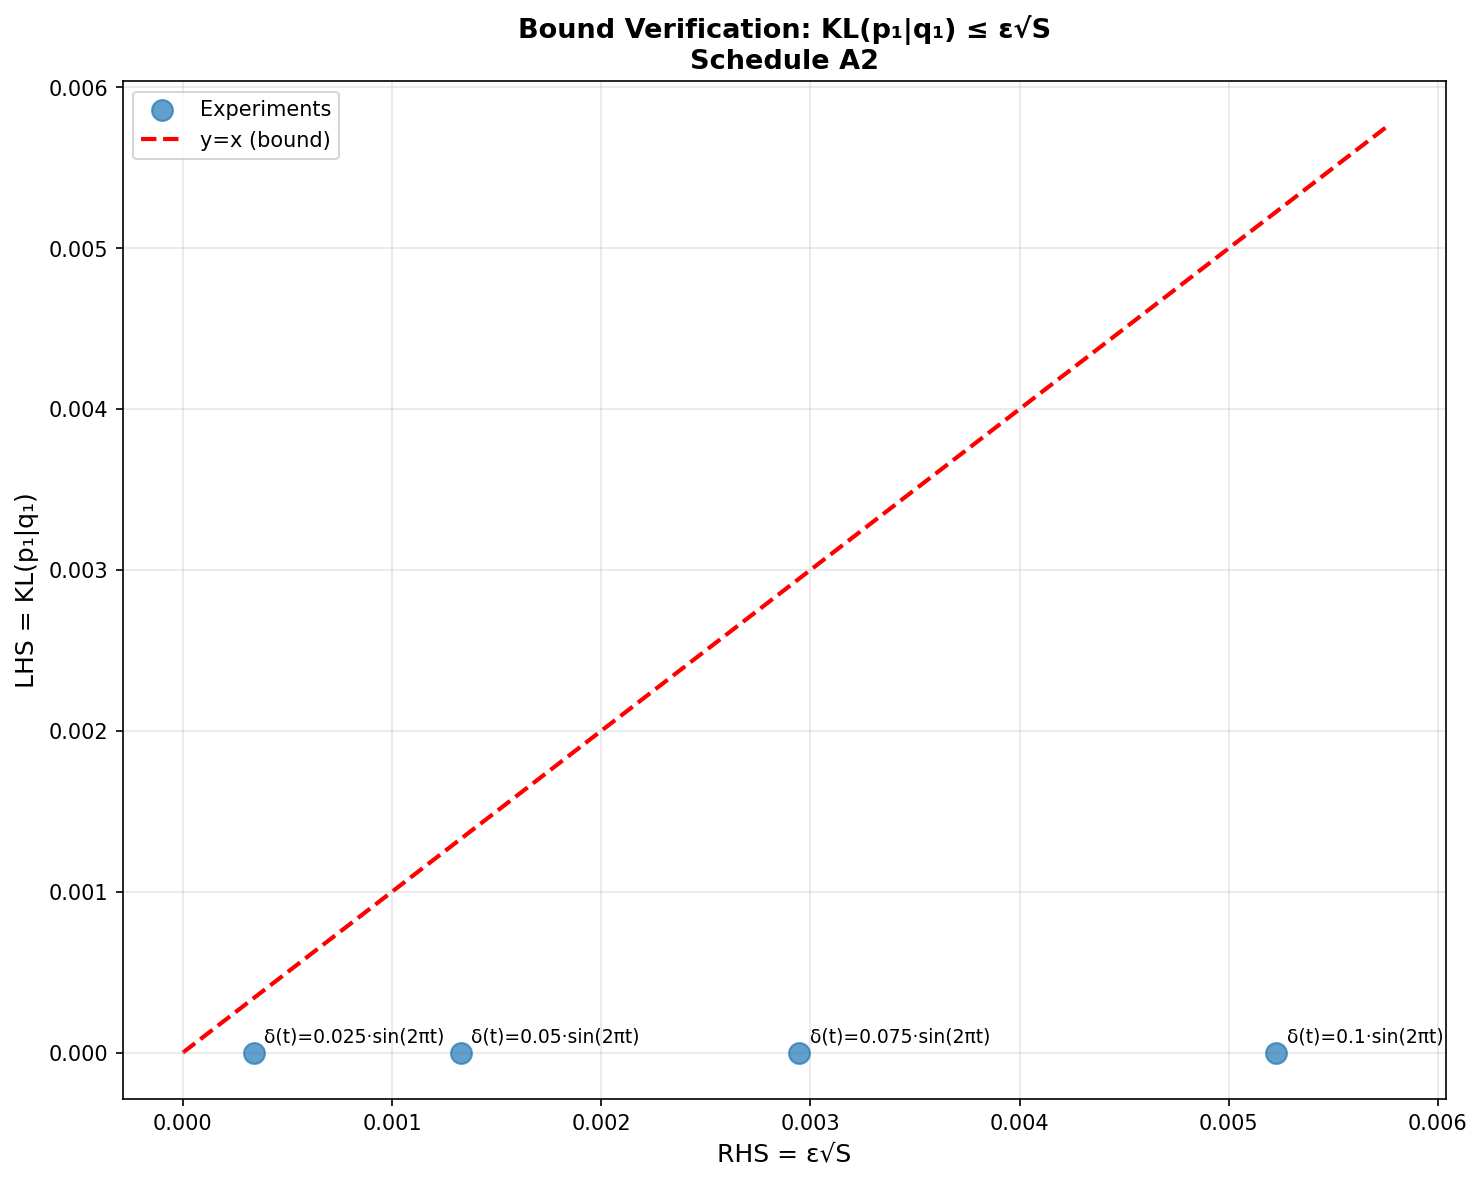 Bound Verification: KL(p₁|q₁) ≤ ε√S
Schedule A2
Experiments
y=x (bound)
LHS = KL(p₁|q₁)
0.006
0.005
0.004
0.003
0.002
0.001
0.000
δ(t)=0.025·sin(2πt)
δ(t)=0.05·sin(2πt)
δ(t)=0.075·sin(2πt)
δ(t)=0.1·sin(2πt)
0.000 0.001 0.002 0.003 0.004 0.005 0.006
RHS = ε√S